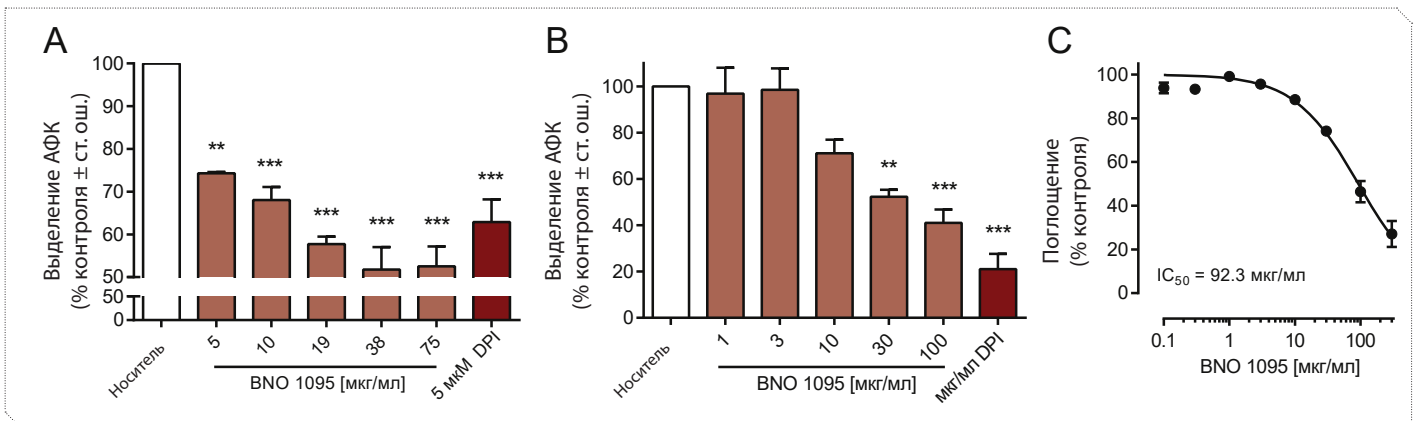 A
Выделение АФК
(% контроля ± ст. ош.)
100
90
80
70
60
50
50
0
**
***
***
***
***
***
Носитель
5
10
19
38
75
5 мкМ DPI
BNO 1095 [мкг/мл]
B
Выделение АФК
(% контроля ± ст. ош.)
100
80
60
40
20
0
**
***
***
Носитель
1
3
10
30
100
мкг/мл DPI
BNO 1095 [мкг/мл]
C
Поглощение
(% контроля)
100
80
60
40
20
0
IC50 = 92.3 мкг/мл
0.1
1
10
100
BNO 1095 [мкг/мл]